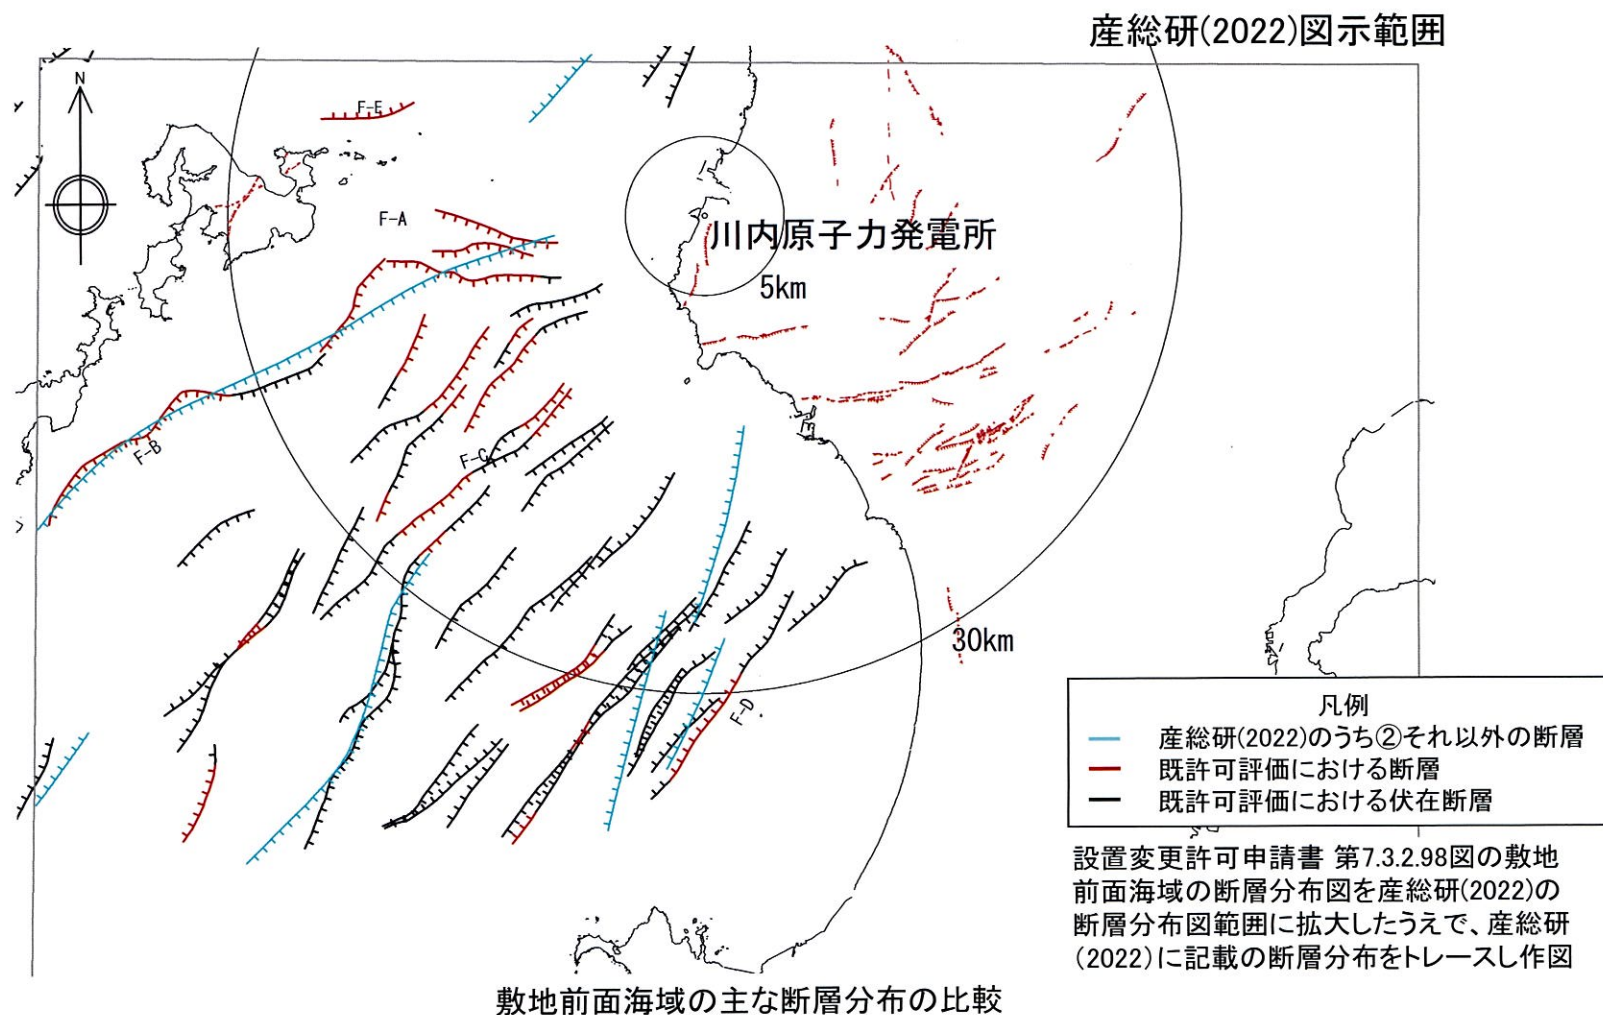 産総研(2022)図示範囲
N
F-E
F-A
川内原子力発電所
5km
F-B
F-C
30km
F-D
凡例
産総研(2022)のうち②それ以外の断層
既許可評価における断層
既許可評価における伏在断層
設置変更許可申請書 第7.3.2.98図の敷地
前面海域の断層分布図を産総研(2022)の
断層分布図範囲に拡大したうえで、産総研
(2022)に記載の断層分布をトレースし作図
敷地前面海域の主な断層分布の比較